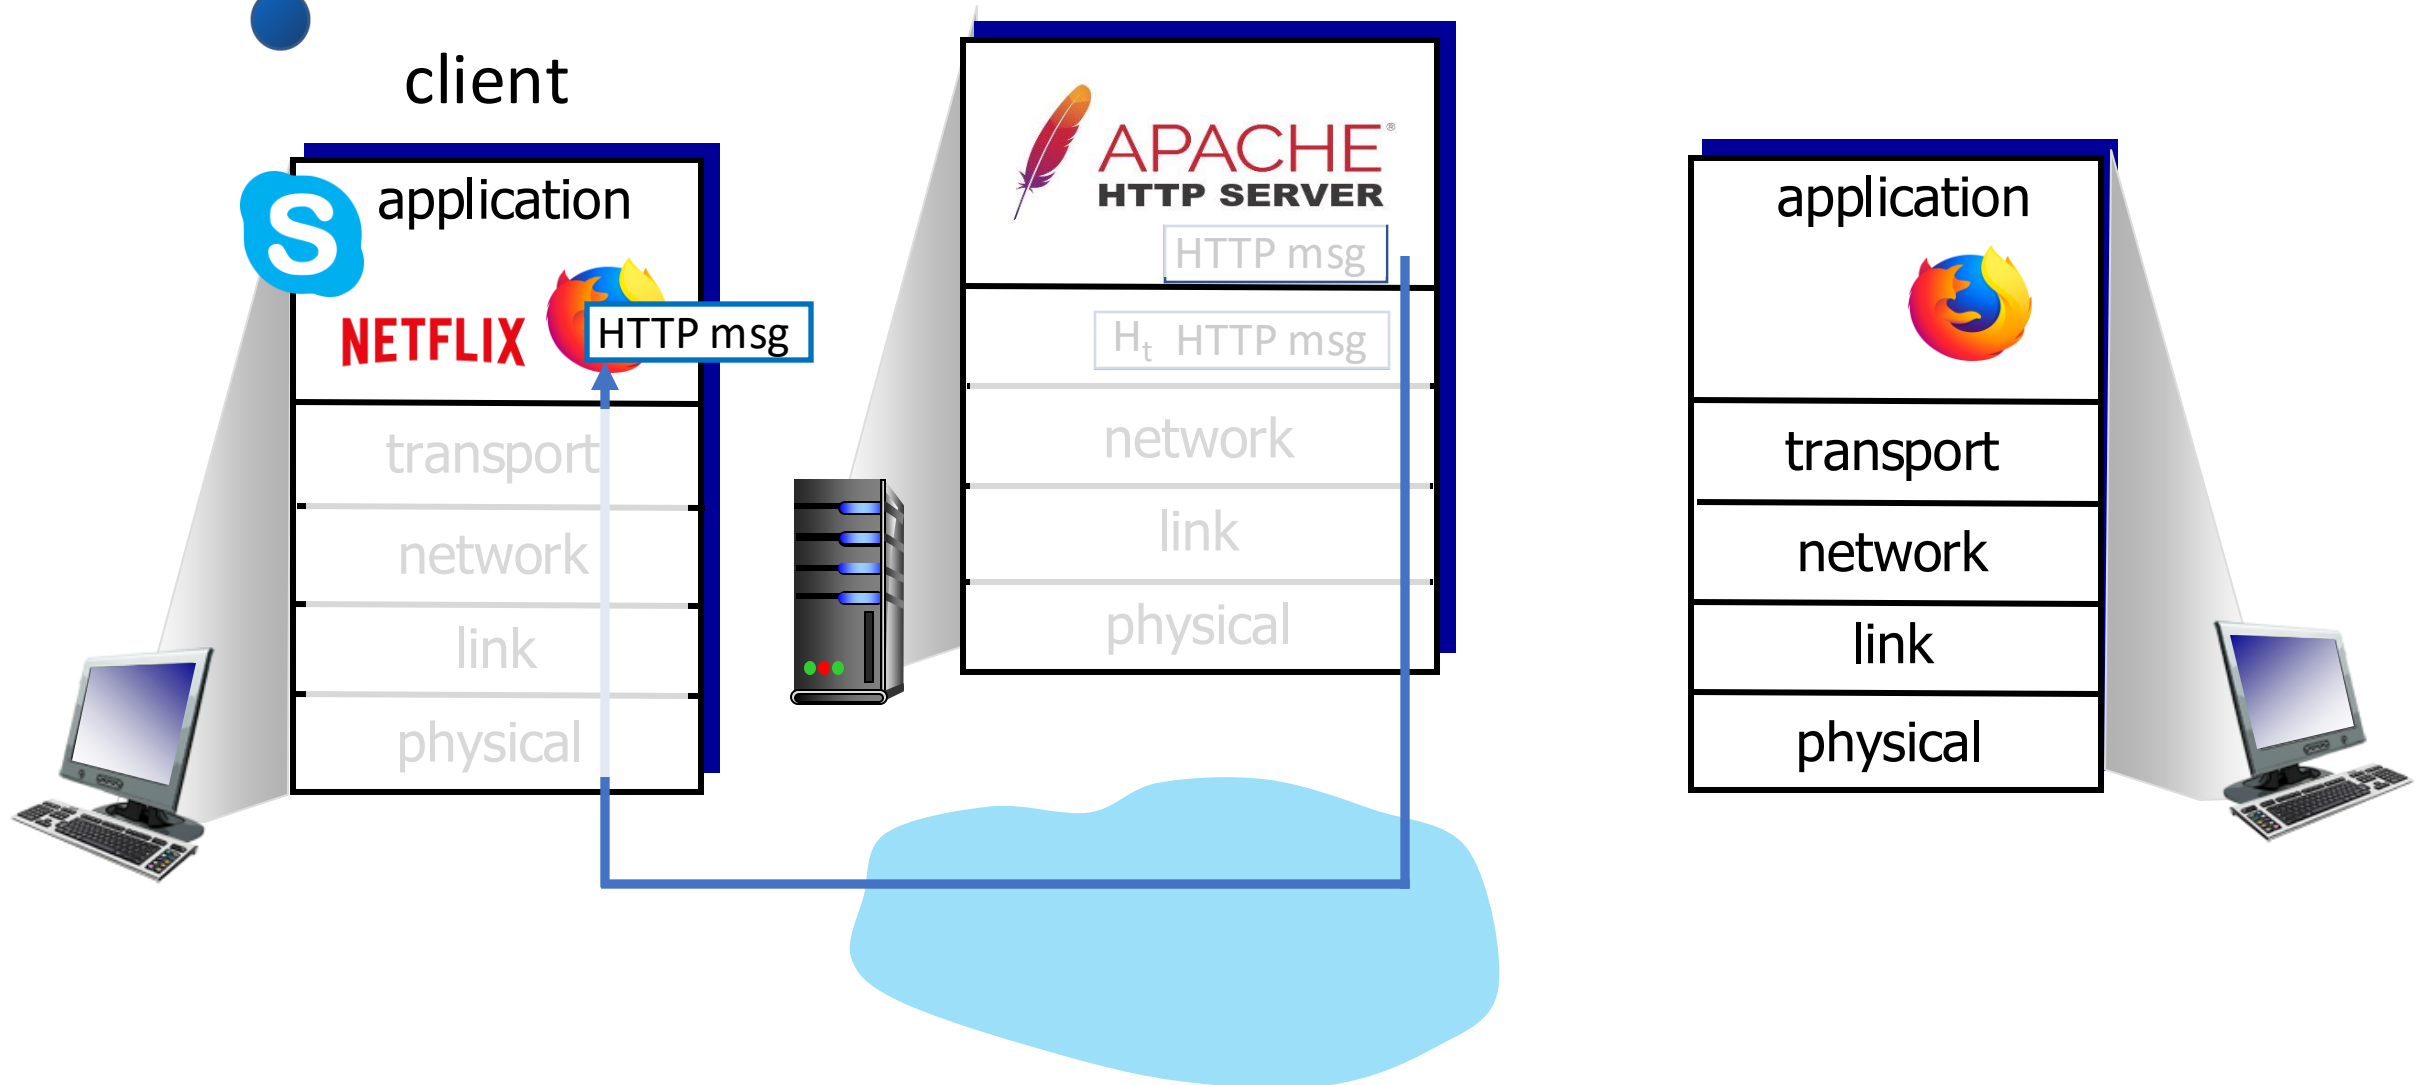 client
application
S
NETFLIX
HTTP msg
transport
network
link
physical
APACHE®
HTTP SERVER
HTTP msg
Ht HTTP msg
network
link
physical
application
transport
network
link
physical